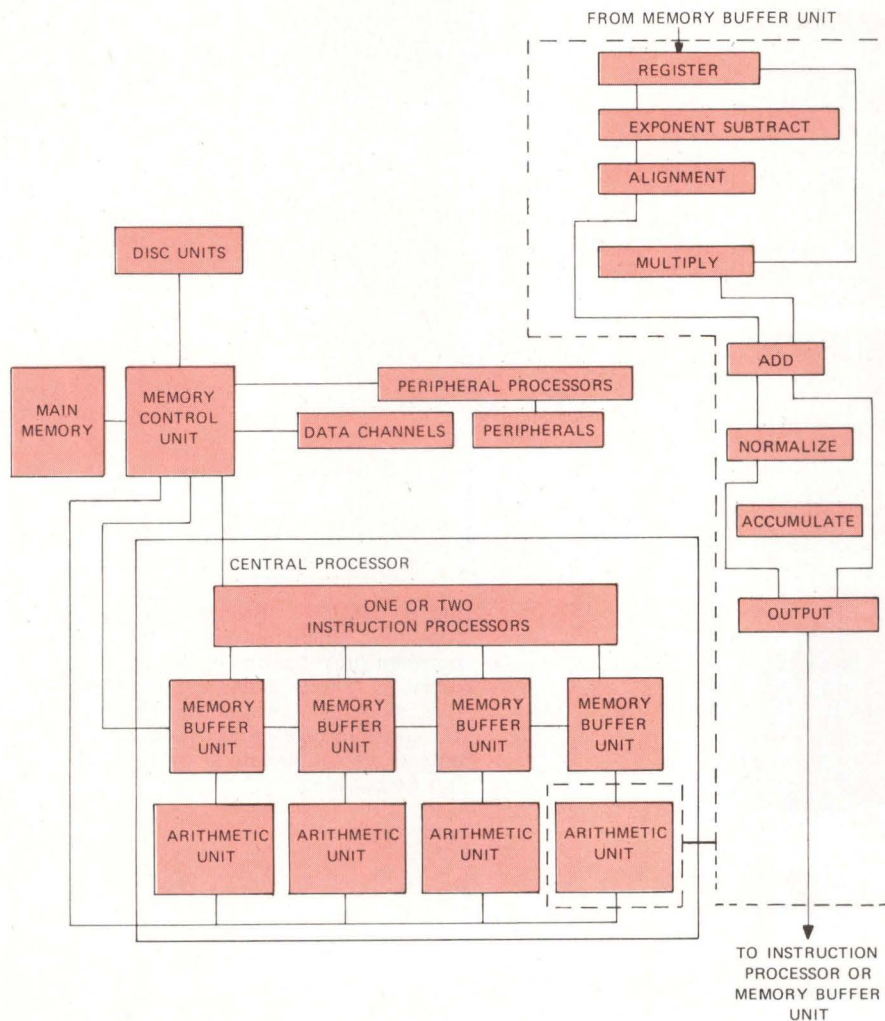 FROM MEMORY BUFFER UNIT
REGISTER
EXPONENT SUBTRACT
ALIGNMENT
MULTIPLY
ADD
NORMALIZE
ACCUMULATE
OUTPUT
TO INSTRUCTION
PROCESSOR OR
MEMORY BUFFER
UNIT
DISC UNITS
MAIN
MEMORY
MEMORY
CONTROL
UNIT
PERIPHERAL PROCESSORS
DATA CHANNELS
PERIPHERALS
CENTRAL PROCESSOR
ONE OR TWO
INSTRUCTION PROCESSORS
MEMORY
BUFFER
UNIT
MEMORY
BUFFER
UNIT
MEMORY
BUFFER
UNIT
MEMORY
BUFFER
UNIT
ARITHMETIC
UNIT
ARITHMETIC
UNIT
ARITHMETIC
UNIT
ARITHMETIC
UNIT